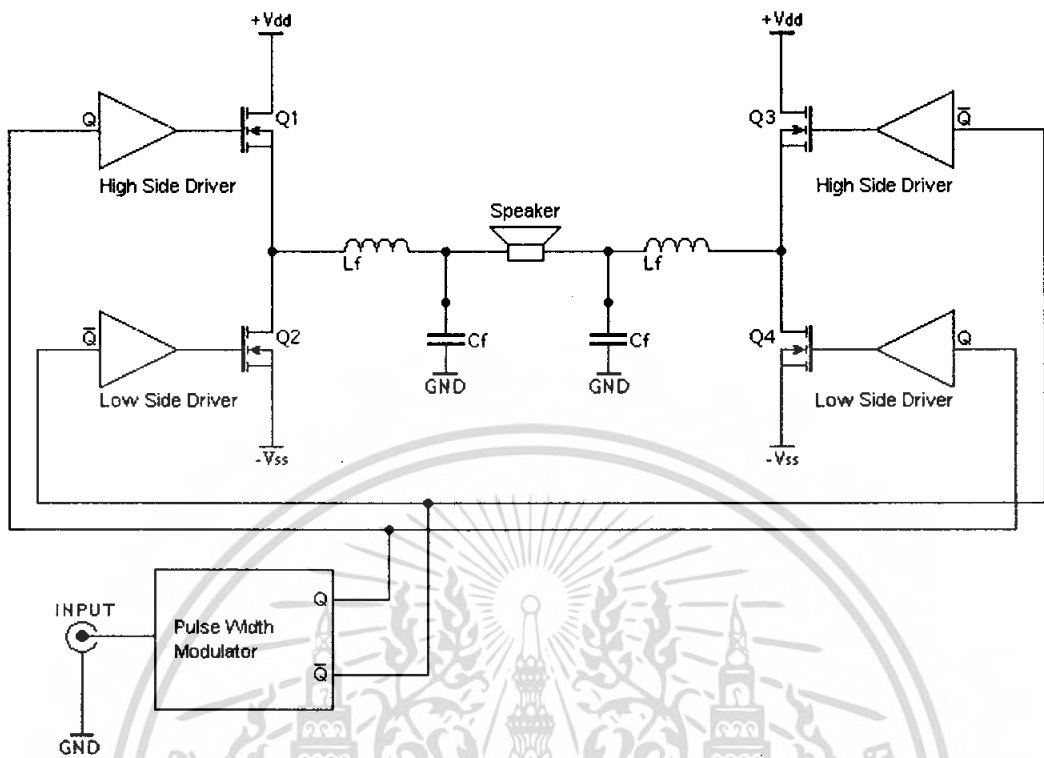 +Vdd
+Vdd
Q
Q1
Q3
Q̅
High Side Driver
High Side Driver
Speaker
Lf
Lf
Q̅
Q2
Cf
Cf
Q4
Q
Low Side Driver
GND
GND
Low Side Driver
-Vss
-Vss
INPUT
Pulse Width
Modulator
Q
Q̅
GND